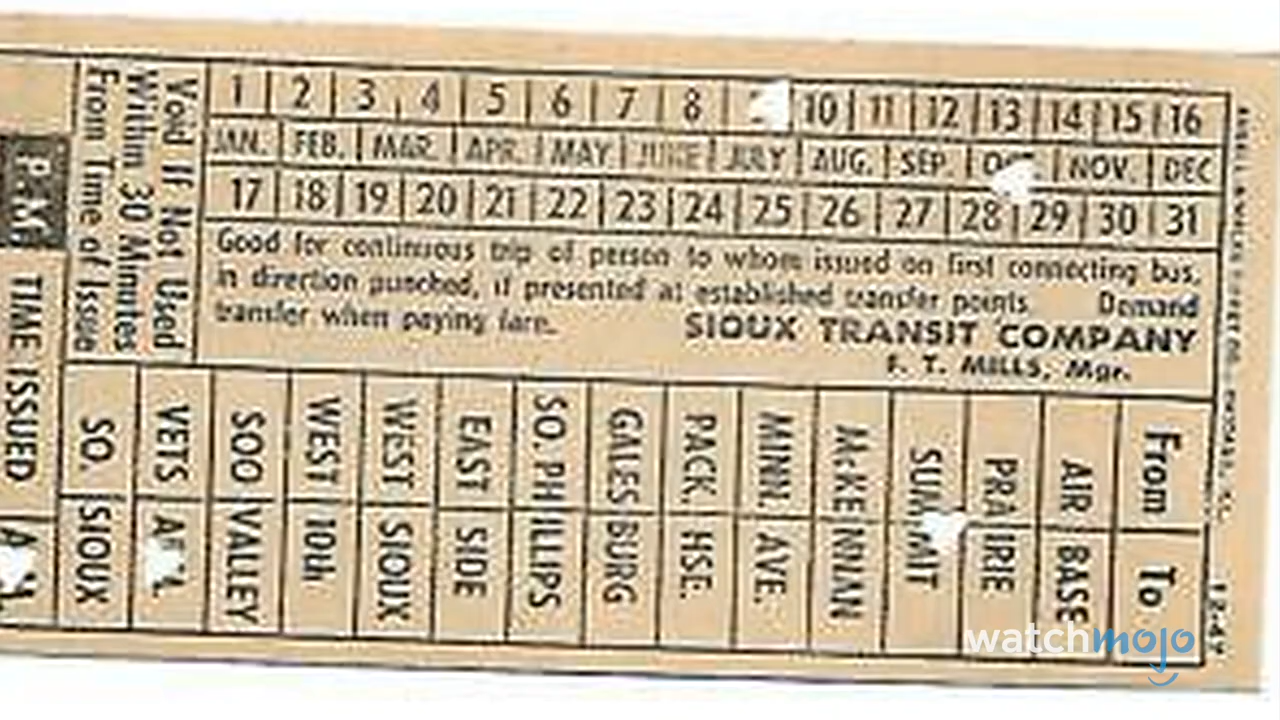 1 2 3 4 5 6 7 8 10 11 12 13 14 15 16
JAN. FEB. MAR. APR. MAY JUNE JULY AUG. SEP. NOV. DEC
17 18 19 20 21 22 23 24 25 26 27 28 29 30 31
Good for continuous trip of person to whom issued on first connecting bus,
in direction punched, if presented at established transfer points Demand
transfer when paying fare.
SIOUX TRANSIT COMPANY
F. T. MILLS, Mgr.
Void If Not Used
Within 30 Minutes
From Time of Issue
P.M.
TIME ISSUED
From To
AIR BASE
PRAIRIE
SUMMIT
McKENNAN
MINN. AVE.
PACK. HSE.
GALESBURG
SO. PHILLIPS
EAST SIDE
WEST SIOUX
WEST 10th
SOO VALLEY
VETS
SO. SIOUX
watchmojo